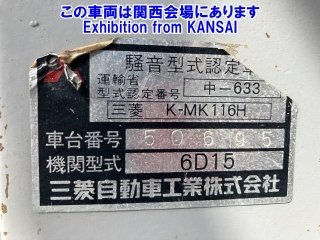 この車両は関西会場にあります
Exhibition from KANSAI
騒音型式認定車
運輸省
型式認定番号
中-633
三菱 K-MK116H
車台番号 50695
機関型式 6D15
三菱自動車工業株式会社